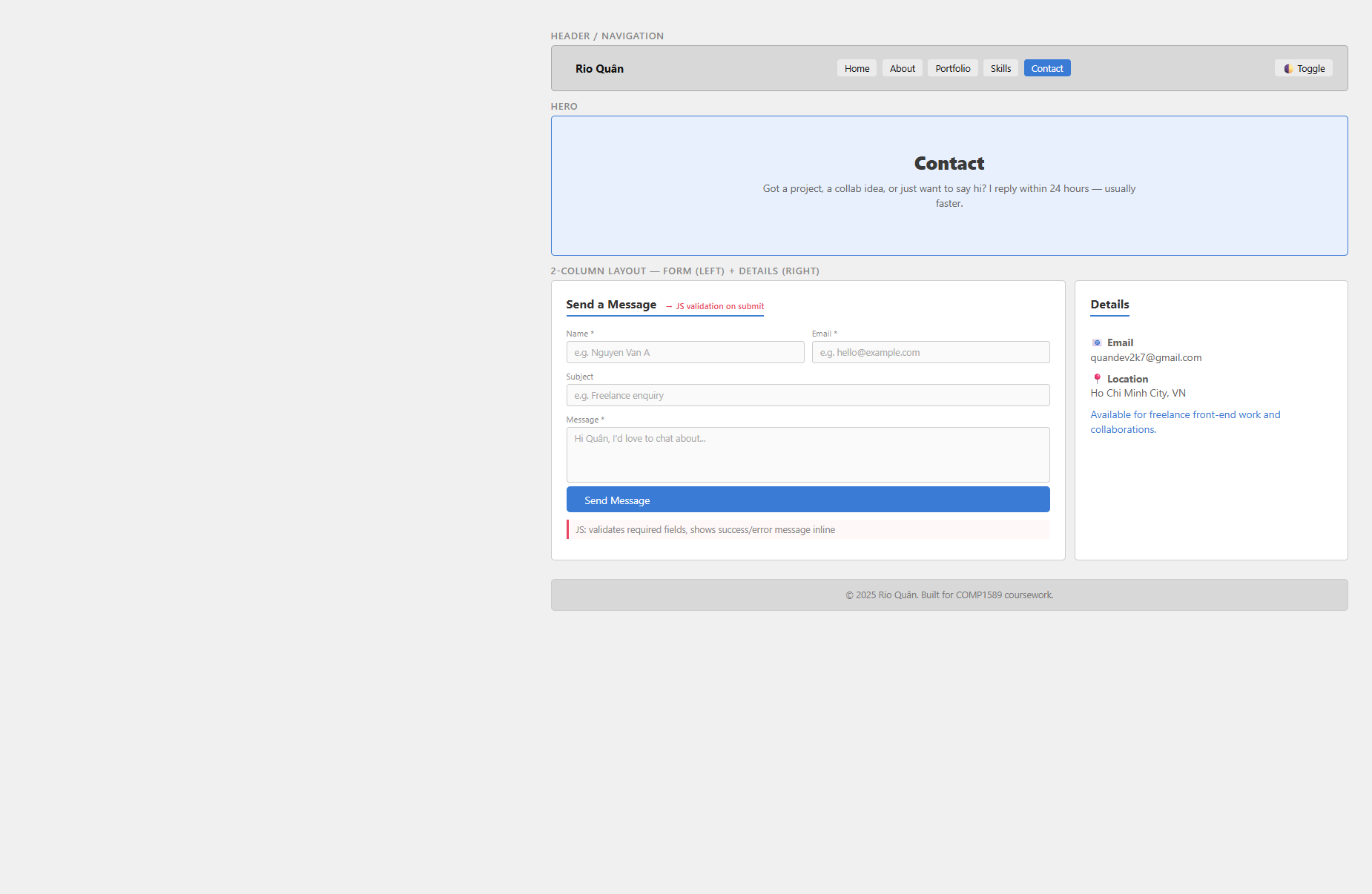 HEADER / NAVIGATION
Rio Quân
Home
About
Portfolio
Skills
Contact
Toggle
HERO
Contact
Got a project, a collab idea, or just want to say hi? I reply within 24 hours — usually
faster.
2-COLUMN LAYOUT — FORM (LEFT) + DETAILS (RIGHT)
Send a Message — JS validation on submit
Name *
Email *
e.g. Nguyen Van A
e.g. hello@example.com
Subject
e.g. Freelance enquiry
Message *
Hi Quân, I'd love to chat about...
Send Message
JS: validates required fields, shows success/error message inline
Details
Email
quandev2k7@gmail.com
Location
Ho Chi Minh City, VN
Available for freelance front-end work and
collaborations.
© 2025 Rio Quân. Built for COMP1589 coursework.